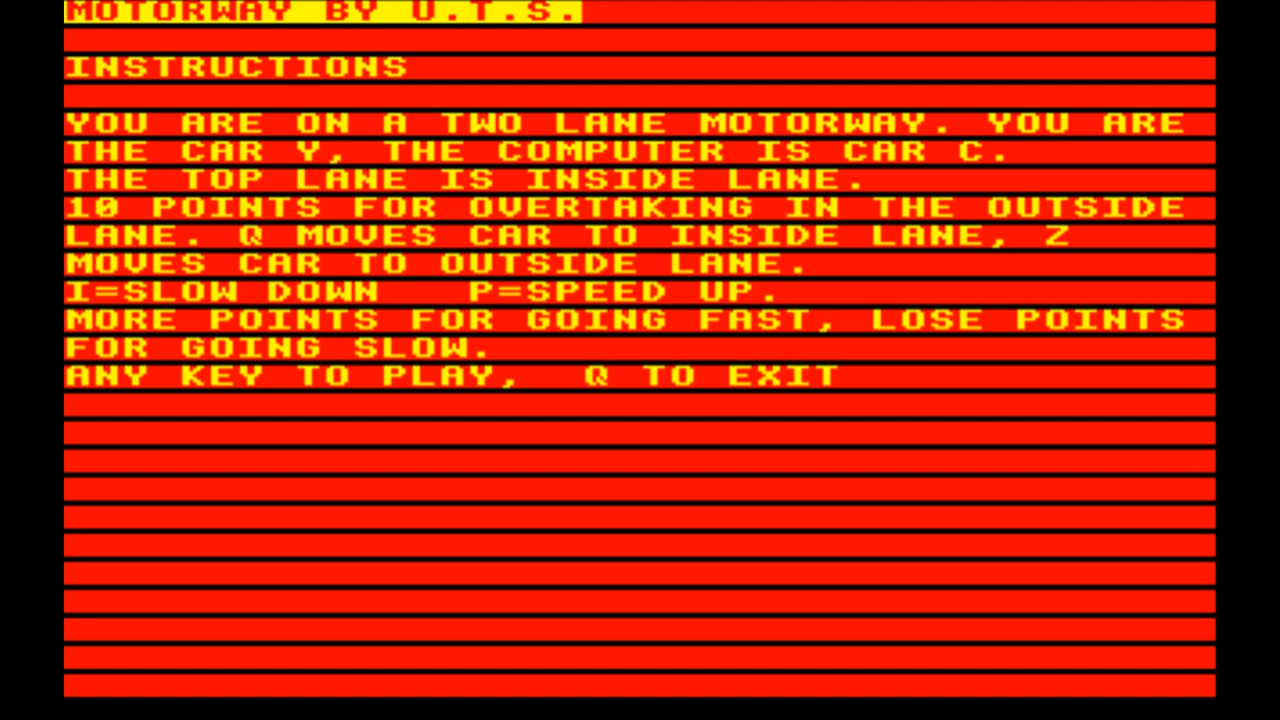 MOTORWAY BY U.T.S.
INSTRUCTIONS
YOU ARE ON A TWO LANE MOTORWAY. YOU ARE
THE CAR Y, THE COMPUTER IS CAR C.
THE TOP LANE IS INSIDE LANE.
10 POINTS FOR OVERTAKING IN THE OUTSIDE
LANE. Q MOVES CAR TO INSIDE LANE, Z
MOVES CAR TO OUTSIDE LANE.
I=SLOW DOWN   P=SPEED UP.
MORE POINTS FOR GOING FAST, LOSE POINTS
FOR GOING SLOW.
ANY KEY TO PLAY,  Q TO EXIT